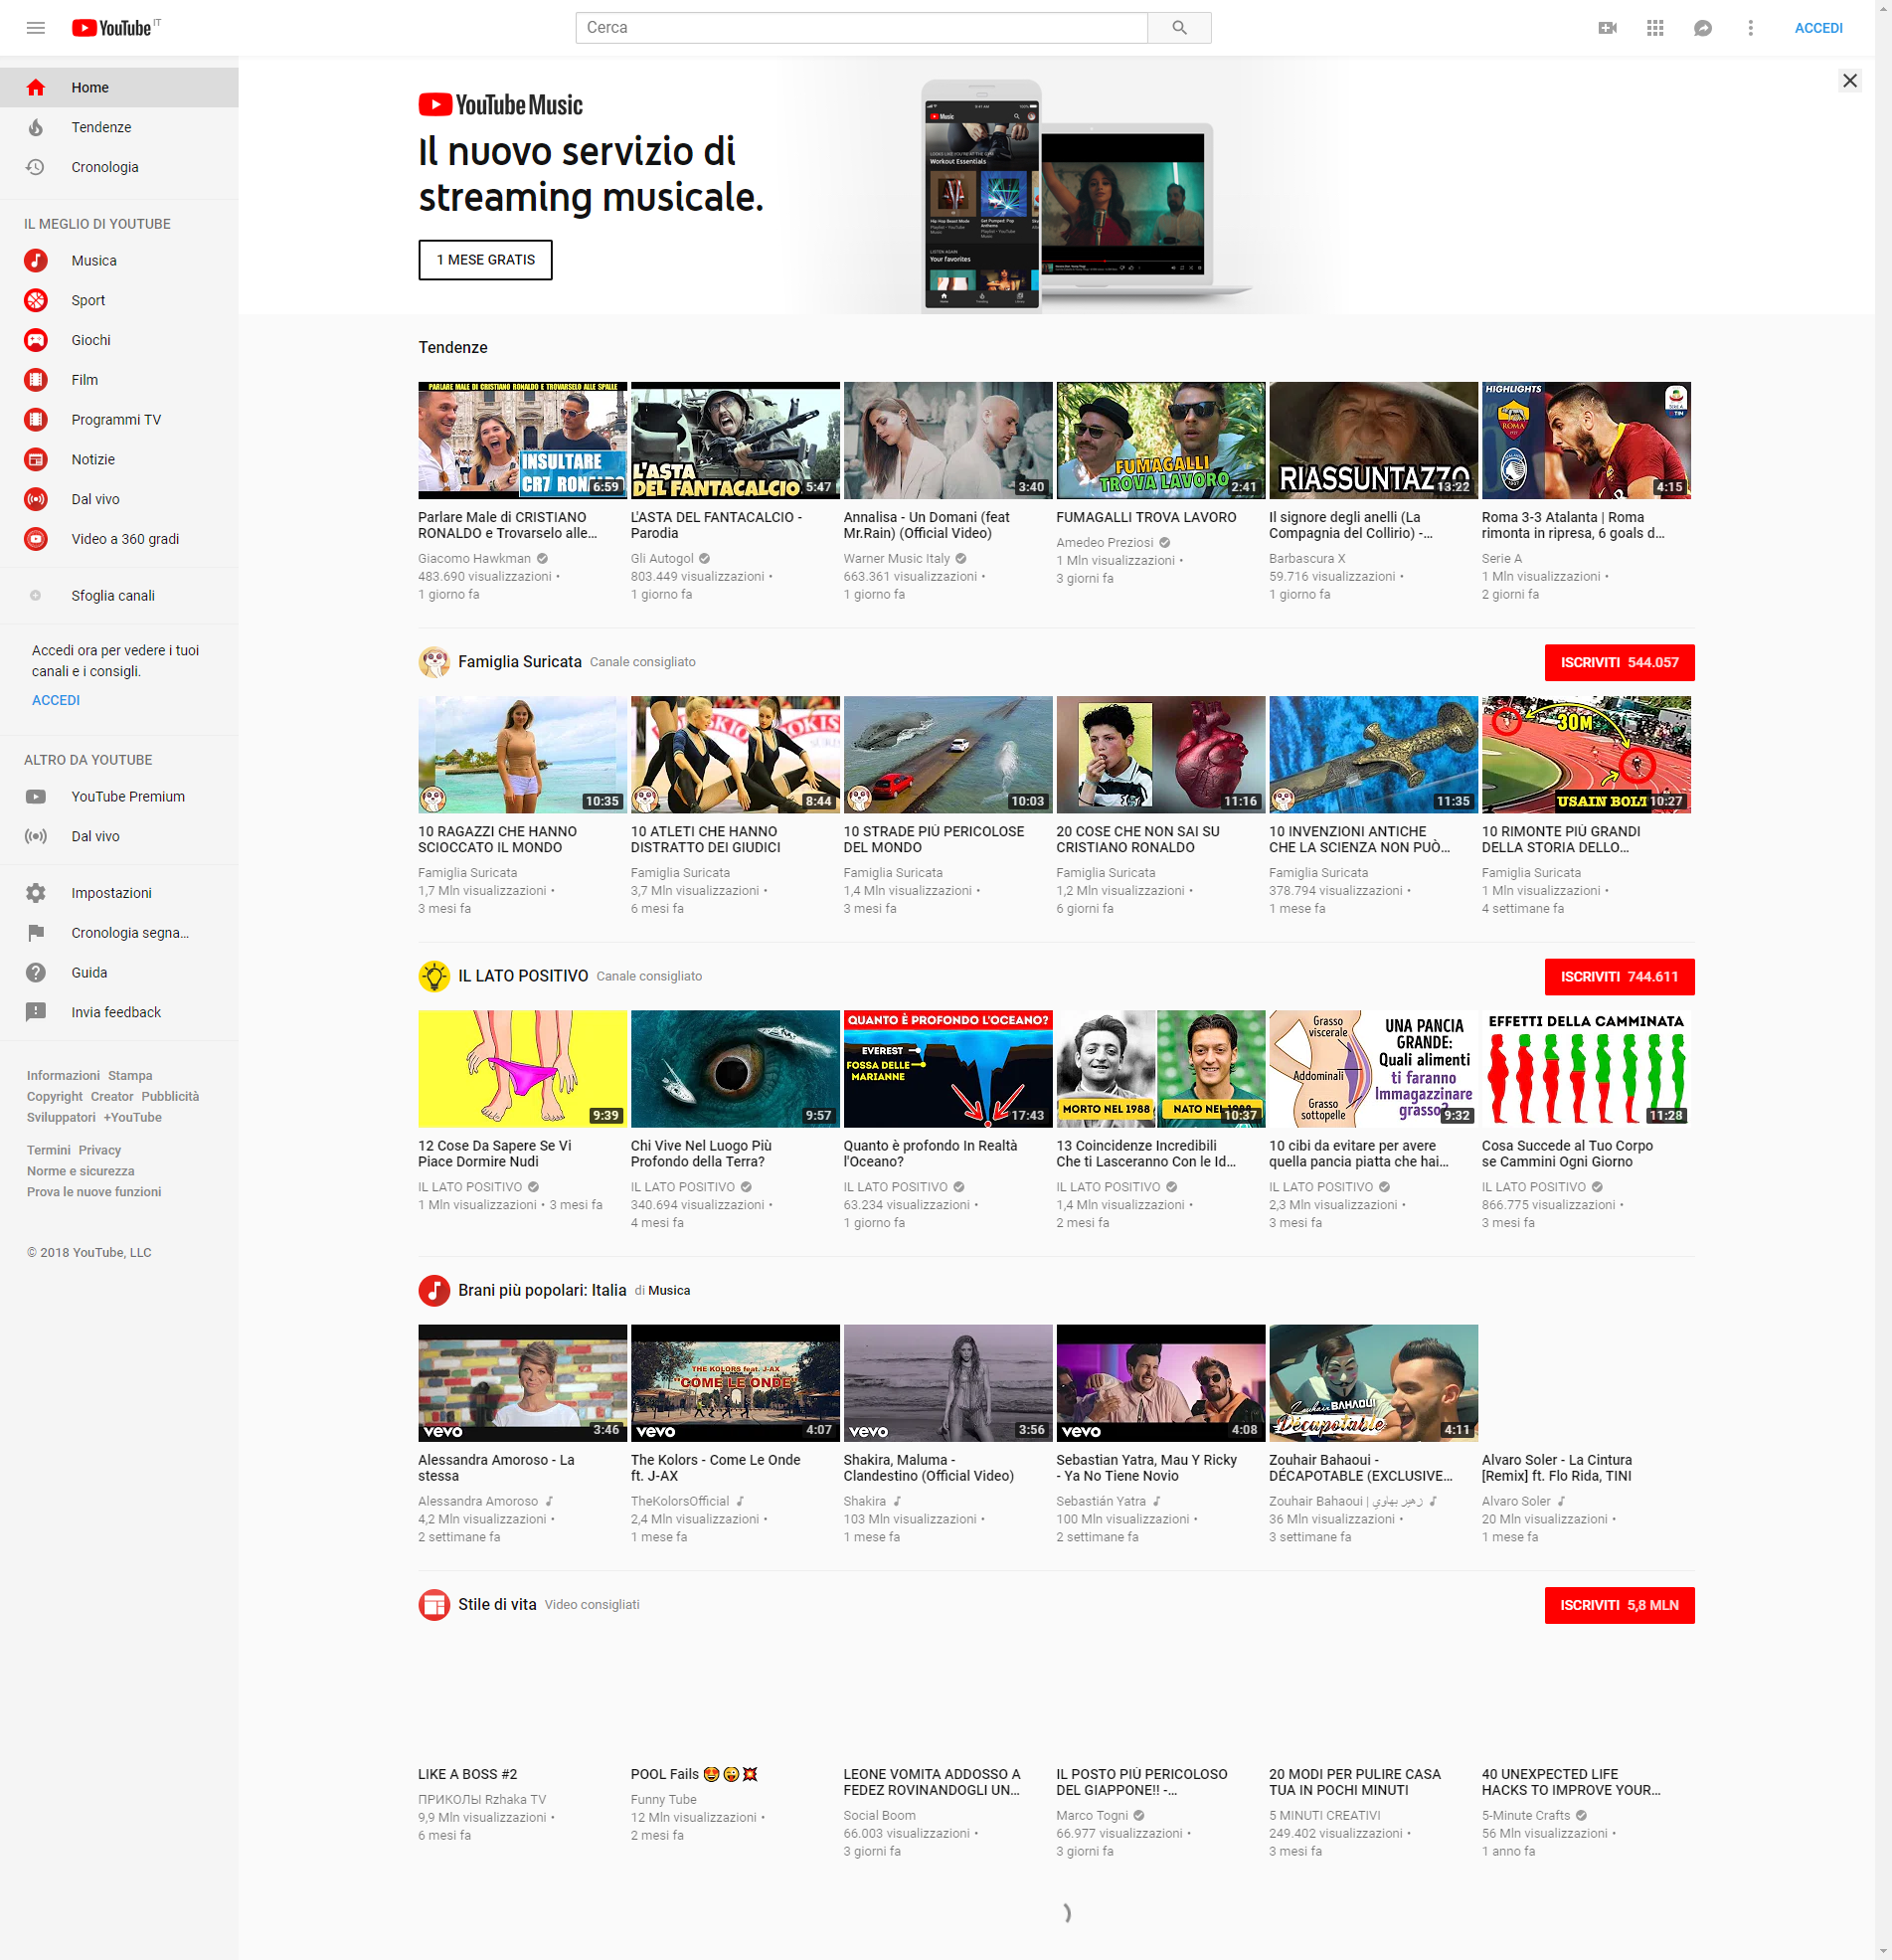 YouTube IT
Cerca
ACCEDI
Home
Tendenze
Cronologia
IL MEGLIO DI YOUTUBE
Musica
Sport
Giochi
Film
Programmi TV
Notizie
Dal vivo
Video a 360 gradi
Sfoglia canali
Accedi ora per vedere i tuoi
canali e i consigli.
ACCEDI
ALTRO DA YOUTUBE
YouTube Premium
Dal vivo
Impostazioni
Cronologia segna...
Guida
Invia feedback
Informazioni Stampa
Copyright Creator Pubblicità
Sviluppatori +YouTube
Termini Privacy
Norme e sicurezza
Prova le nuove funzioni
© 2018 YouTube, LLC
YouTube Music
Il nuovo servizio di
streaming musicale.
1 MESE GRATIS
Music
Workout Essentials
Your favorites
Tendenze
PARLARE MALE DI CRISTIANO RONALDO E TROVARSELO ALLE SPALLE
INSULTARE
CR7 RONALDO
6:59
Parlare Male di CRISTIANO
RONALDO e Trovarselo alle...
Giacomo Hawkman
483.690 visualizzazioni •
1 giorno fa
L'ASTA
DEL FANTACALCIO
5:47
L'ASTA DEL FANTACALCIO -
Parodia
Gli Autogol
803.449 visualizzazioni •
1 giorno fa
3:40
Annalisa - Un Domani (feat
Mr.Rain) (Official Video)
Warner Music Italy
663.361 visualizzazioni •
1 giorno fa
FUMAGALLI
TROVA LAVORO
2:41
FUMAGALLI TROVA LAVORO
Amedeo Preziosi
1 Mln visualizzazioni •
3 giorni fa
RIASSUNTAZZO
13:22
Il signore degli anelli (La
Compagnia del Collirio) -...
Barbascura X
59.716 visualizzazioni •
1 giorno fa
HIGHLIGHTS
ROMA
4:15
Roma 3-3 Atalanta | Roma
rimonta in ripresa, 6 goals d...
Serie A
1 Mln visualizzazioni •
2 giorni fa
Famiglia Suricata Canale consigliato
ISCRIVITI 544.057
10:35
10 RAGAZZI CHE HANNO
SCIOCCATO IL MONDO
Famiglia Suricata
1,7 Mln visualizzazioni •
3 mesi fa
8:44
10 ATLETI CHE HANNO
DISTRATTO DEI GIUDICI
Famiglia Suricata
3,7 Mln visualizzazioni •
6 mesi fa
10:03
10 STRADE PIÙ PERICOLOSE
DEL MONDO
Famiglia Suricata
1,4 Mln visualizzazioni •
3 mesi fa
11:16
20 COSE CHE NON SAI SU
CRISTIANO RONALDO
Famiglia Suricata
1,2 Mln visualizzazioni •
6 giorni fa
11:35
10 INVENZIONI ANTICHE
CHE LA SCIENZA NON PUÒ...
Famiglia Suricata
378.794 visualizzazioni •
1 mese fa
30M
USAIN BOLT
10:27
10 RIMONTE PIÙ GRANDI
DELLA STORIA DELLO...
Famiglia Suricata
1 Mln visualizzazioni •
4 settimane fa
IL LATO POSITIVO Canale consigliato
ISCRIVITI 744.611
9:39
12 Cose Da Sapere Se Vi
Piace Dormire Nudi
IL LATO POSITIVO
1 Mln visualizzazioni • 3 mesi fa
9:57
Chi Vive Nel Luogo Più
Profondo della Terra?
IL LATO POSITIVO
340.694 visualizzazioni •
4 mesi fa
QUANTO È PROFONDO L'OCEANO?
EVEREST
FOSSA DELLE
MARIANNE
17:43
Quanto è profondo In Realtà
l'Oceano?
IL LATO POSITIVO
63.234 visualizzazioni •
1 giorno fa
MORTO NEL 1988
NATO NEL 1988
10:37
13 Coincidenze Incredibili
Che ti Lasceranno Con le Id...
IL LATO POSITIVO
1,4 Mln visualizzazioni •
2 mesi fa
Grasso
viscerale
Addominali
Grasso
sottopelle
UNA PANCIA
GRANDE:
Quali alimenti
ti faranno
Immagazzinare
grasso?
9:32
10 cibi da evitare per avere
quella pancia piatta che hai...
IL LATO POSITIVO
2,3 Mln visualizzazioni •
3 mesi fa
EFFETTI DELLA CAMMINATA
11:28
Cosa Succede al Tuo Corpo
se Cammini Ogni Giorno
IL LATO POSITIVO
866.775 visualizzazioni •
3 mesi fa
Brani più popolari: Italia di Musica
vevo
3:46
Alessandra Amoroso - La
stessa
Alessandra Amoroso
4,2 Mln visualizzazioni •
2 settimane fa
THE KOLORS feat. J-AX
"COME LE ONDE"
vevo
4:07
The Kolors - Come Le Onde
ft. J-AX
TheKolorsOfficial
2,4 Mln visualizzazioni •
1 mese fa
vevo
3:56
Shakira, Maluma -
Clandestino (Official Video)
Shakira
103 Mln visualizzazioni •
1 mese fa
vevo
4:08
Sebastian Yatra, Mau Y Ricky
- Ya No Tiene Novio
Sebastián Yatra
100 Mln visualizzazioni •
2 settimane fa
Zouhair BAHAOUI
Décapotable
4:11
Zouhair Bahaoui -
DÉCAPOTABLE (EXCLUSIVE...
Zouhair Bahaoui | زهير بهاوي
36 Mln visualizzazioni •
3 settimane fa
Alvaro Soler - La Cintura
[Remix] ft. Flo Rida, TINI
Alvaro Soler
20 Mln visualizzazioni •
1 mese fa
Stile di vita Video consigliati
ISCRIVITI 5,8 MLN
LIKE A BOSS #2
ПРИКОЛЫ Rzhaka TV
9,9 Mln visualizzazioni •
6 mesi fa
POOL Fails 🤩😜💥
Funny Tube
12 Mln visualizzazioni •
2 mesi fa
LEONE VOMITA ADDOSSO A
FEDEZ ROVINANDOGLI UN...
Social Boom
66.003 visualizzazioni •
3 giorni fa
IL POSTO PIÙ PERICOLOSO
DEL GIAPPONE!! -...
Marco Togni
66.977 visualizzazioni •
3 giorni fa
20 MODI PER PULIRE CASA
TUA IN POCHI MINUTI
5 MINUTI CREATIVI
249.402 visualizzazioni •
3 mesi fa
40 UNEXPECTED LIFE
HACKS TO IMPROVE YOUR...
5-Minute Crafts
56 Mln visualizzazioni •
1 anno fa